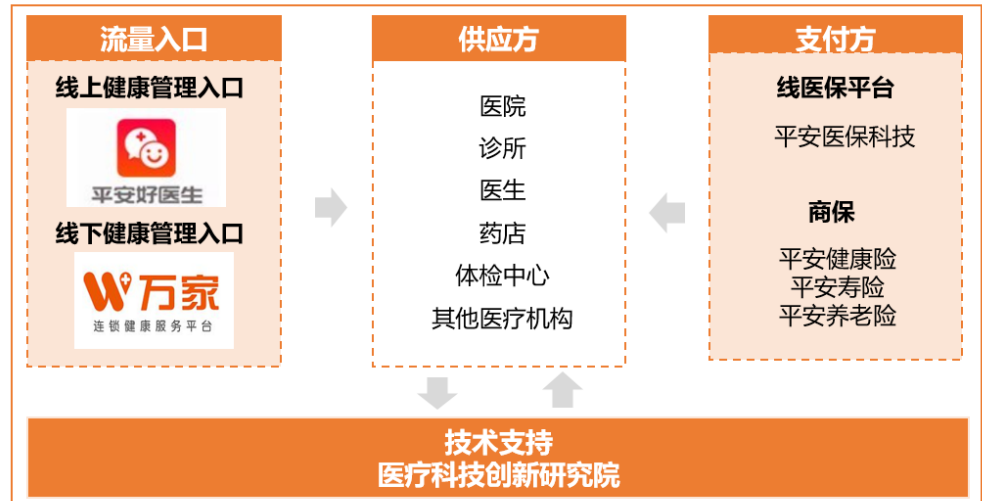 流量入口
线上健康管理入口
平安好医生
线下健康管理入口
W万家
连锁健康服务平台
供应方
医院
诊所
医生
药店
体检中心
其他医疗机构
支付方
线医保平台
平安医保科技
商保
平安健康险
平安寿险
平安养老险
技术支持
医疗科技创新研究院